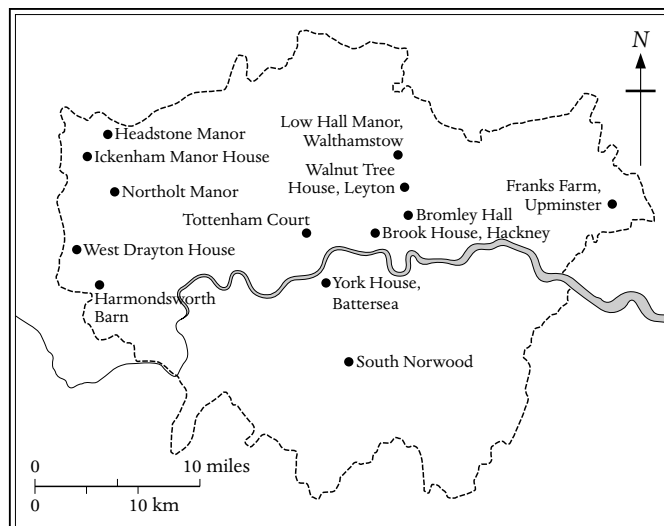 N
Low Hall Manor,
Walthamstow
Headstone Manor
Ickenham Manor House
Walnut Tree
House, Leyton
Northolt Manor
Franks Farm,
Upminster
Tottenham Court
Bromley Hall
Brook House, Hackney
West Drayton House
Harmondsworth
Barn
York House,
Battersea
South Norwood
0 10 miles
0 10 km